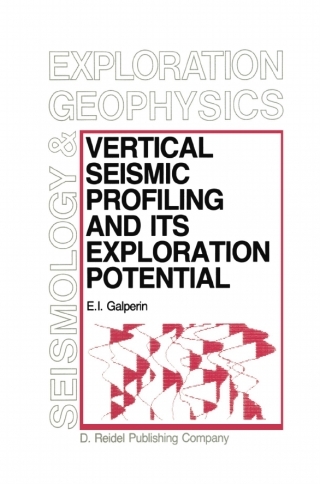 EXPLORATION
GEOPHYSICS
SEISMOLOGY &
VERTICAL
SEISMIC
PROFILING
AND ITS
EXPLORATION
POTENTIAL
E.I. Galperin
D. Reidel Publishing Company